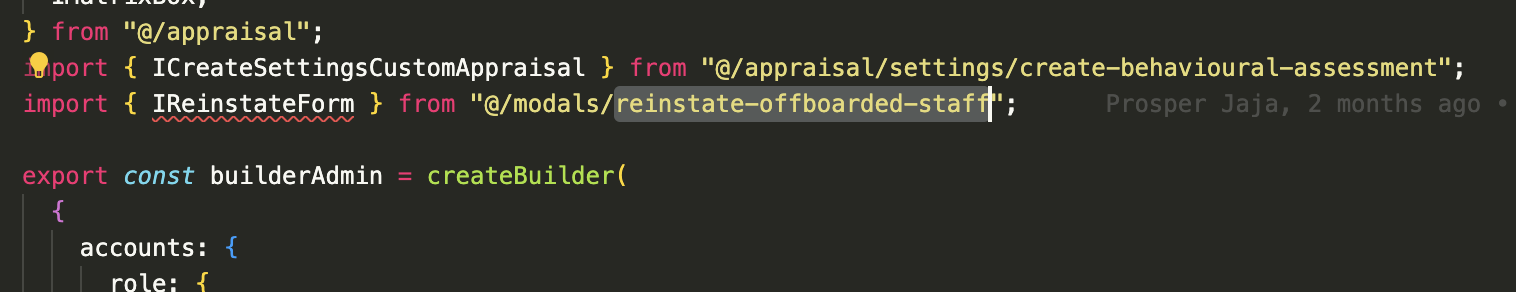 } from "@/appraisal";
import { ICreateSettingsCustomAppraisal } from "@/appraisal/settings/create-behavioural-assessment";
import { IReinstateForm } from "@/modals/reinstate-offboarded-staff"; Prosper Jaja, 2 months ago •
export const builderAdmin = createBuilder(
{
accounts: {
role: {